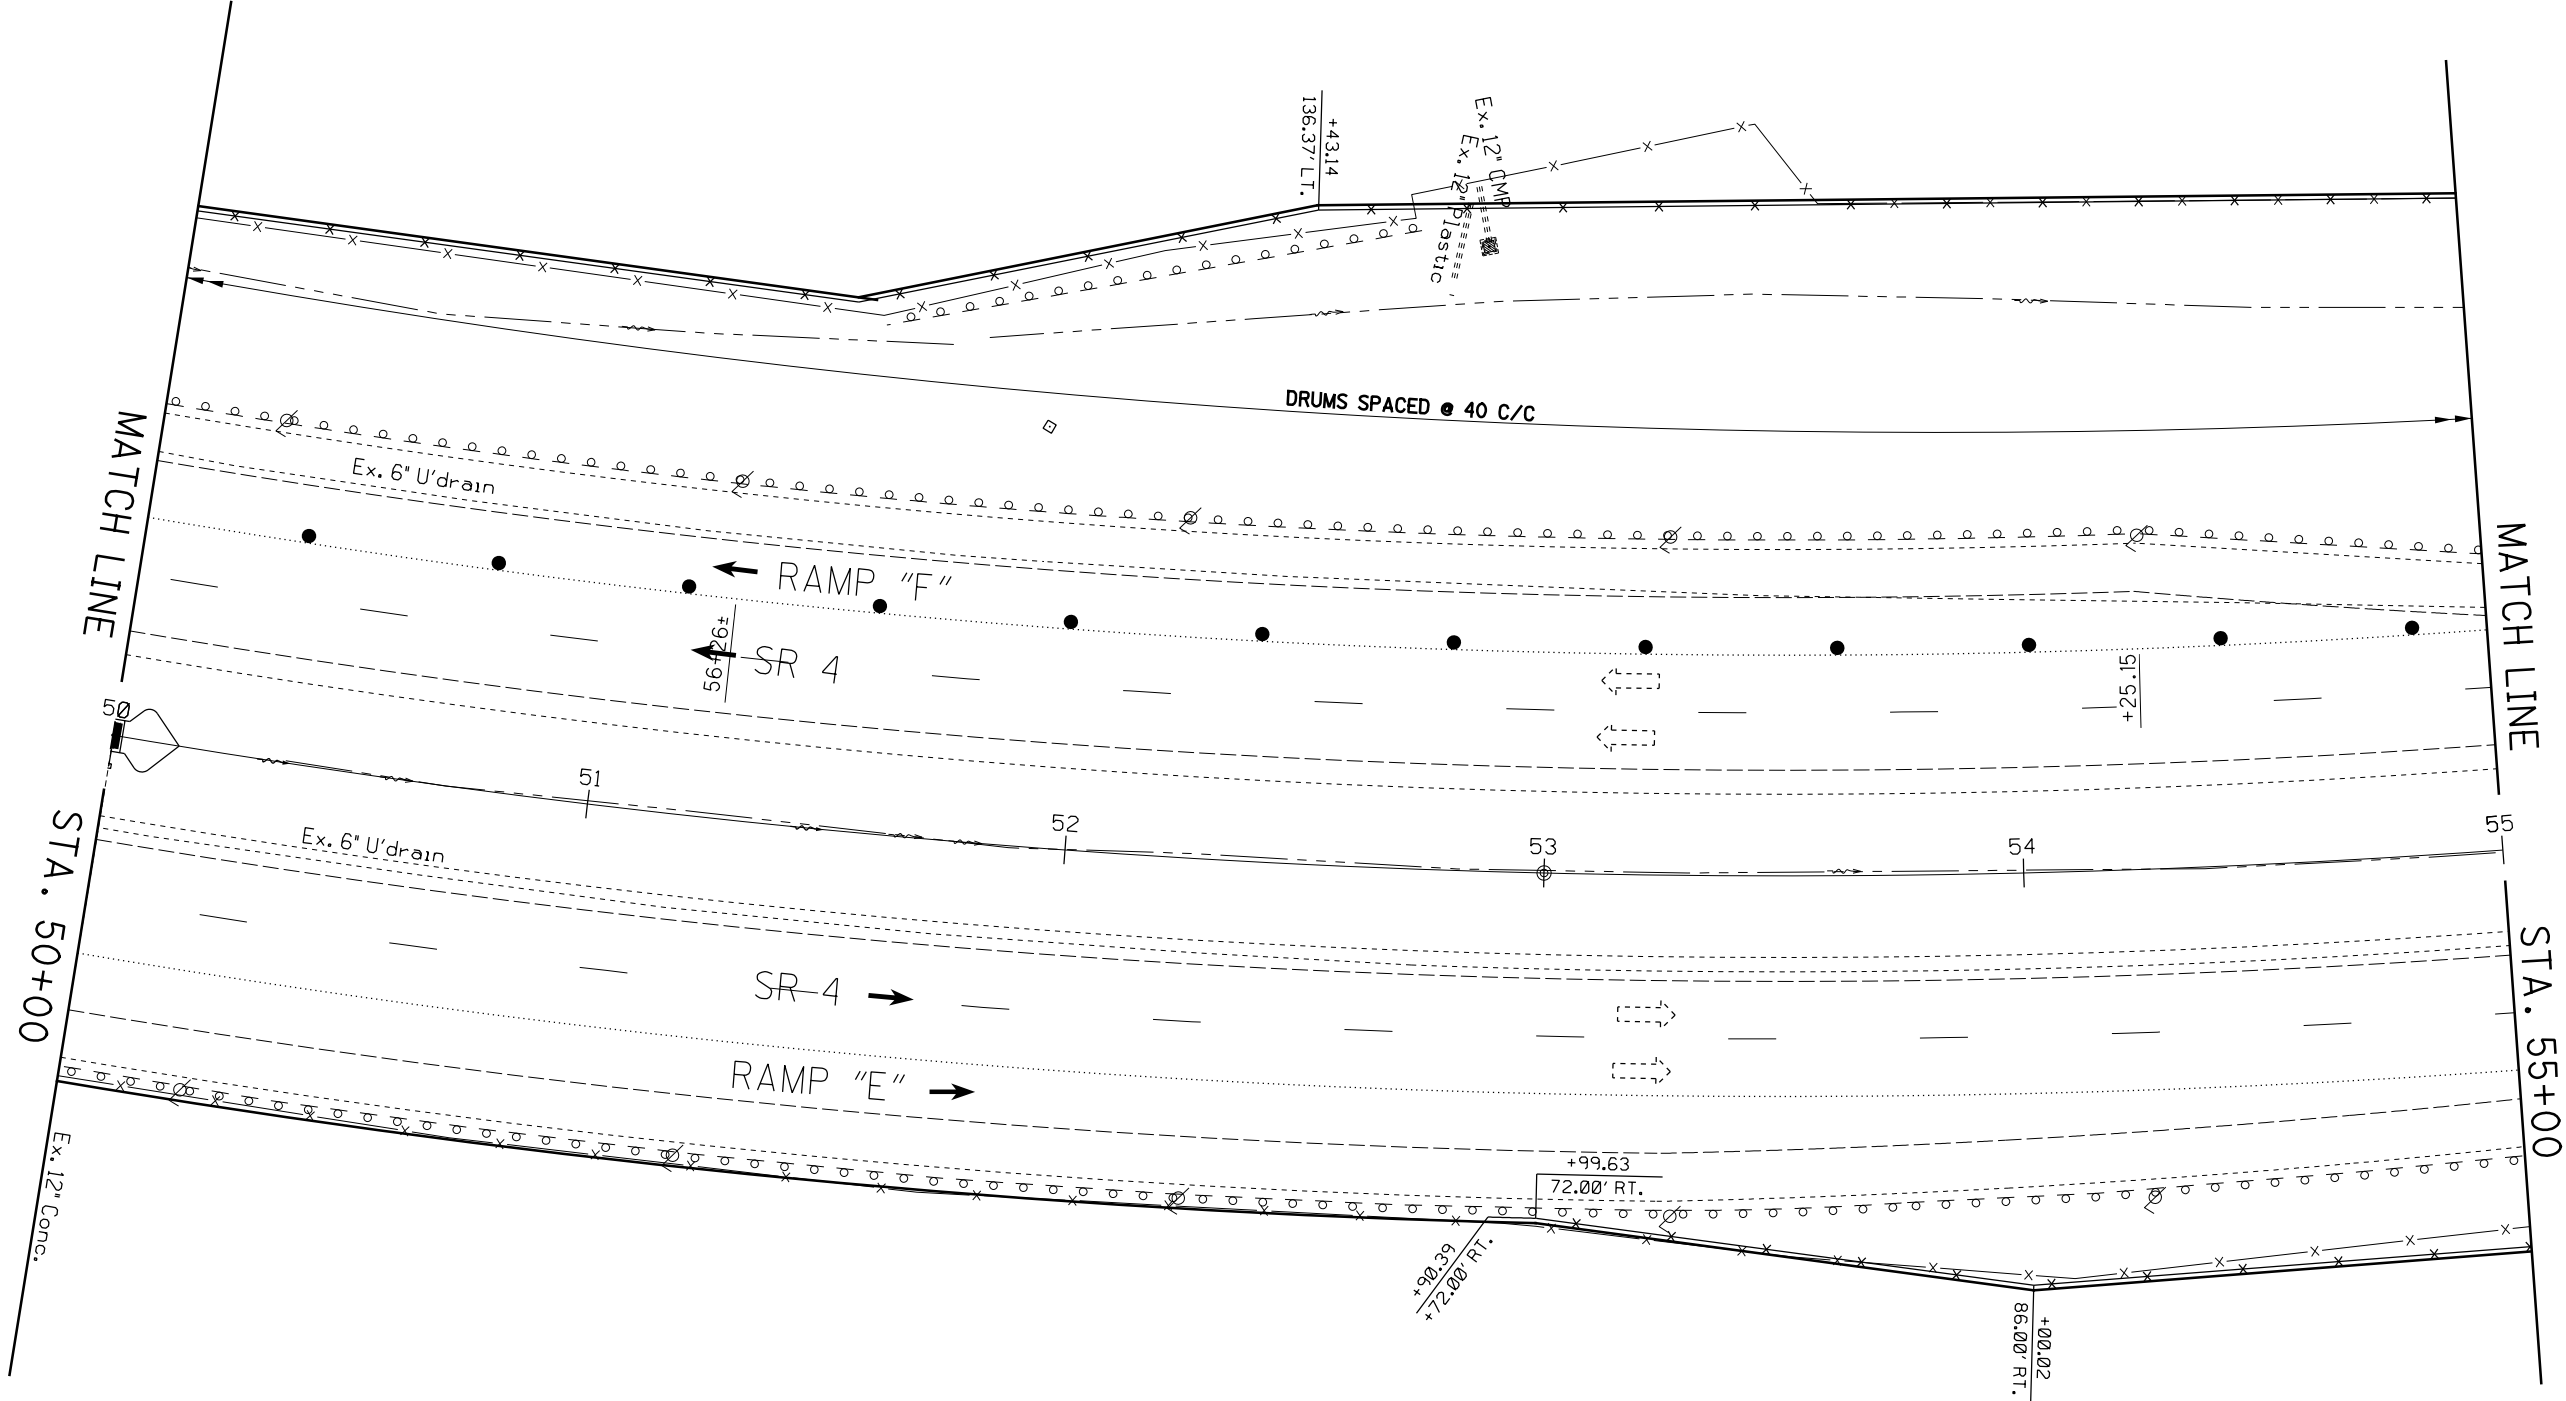 +43.14
136.37' LT.
Ex. 12" CMP
Ex. 12" Plastic
DRUMS SPACED @ 40 C/C
MATCH LINE
Ex. 6" U'drain
RAMP "F"
56+26±
SR 4
MATCH LINE
+25.15
50
51
52
53
54
55
STA. 50+00
Ex. 6" U'drain
SR 4
RAMP "E"
STA. 55+00
Ex. 12" Conc.
+99.63
72.00' RT.
+90.39
+72.00' RT.
+00.02
86.00' RT.